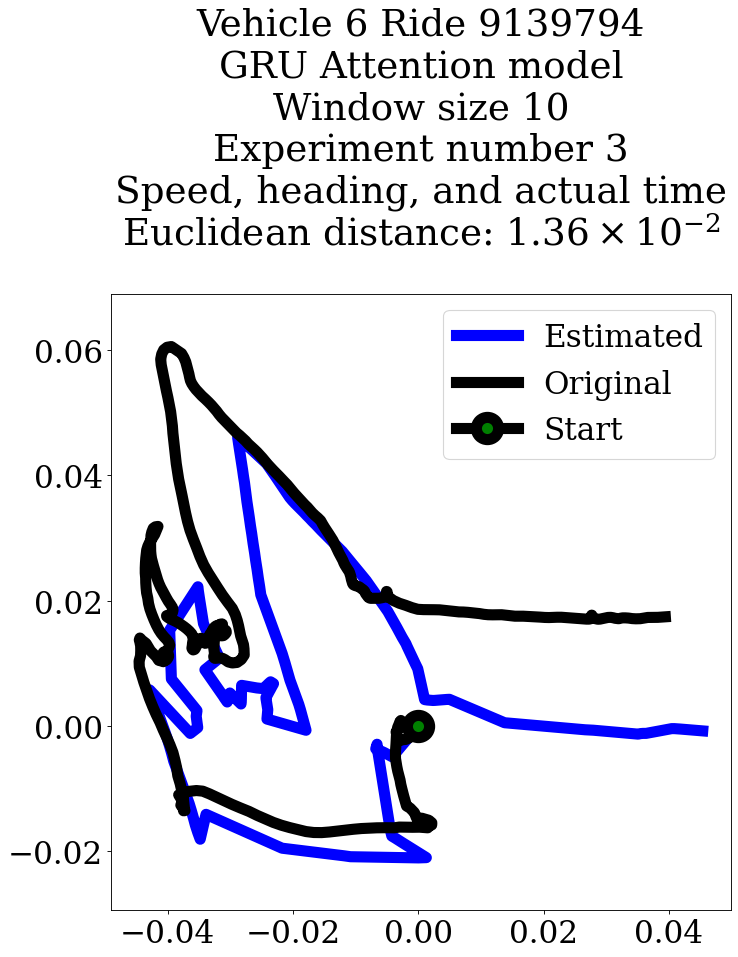 Vehicle 6 Ride 9139794
GRU Attention model
Window size 10
Experiment number 3
Speed, heading, and actual time
Euclidean distance: 1.36 × 10⁻²
Estimated
Original
Start
0.06
0.04
0.02
0.00
−0.02
−0.04 −0.02 0.00 0.02 0.04